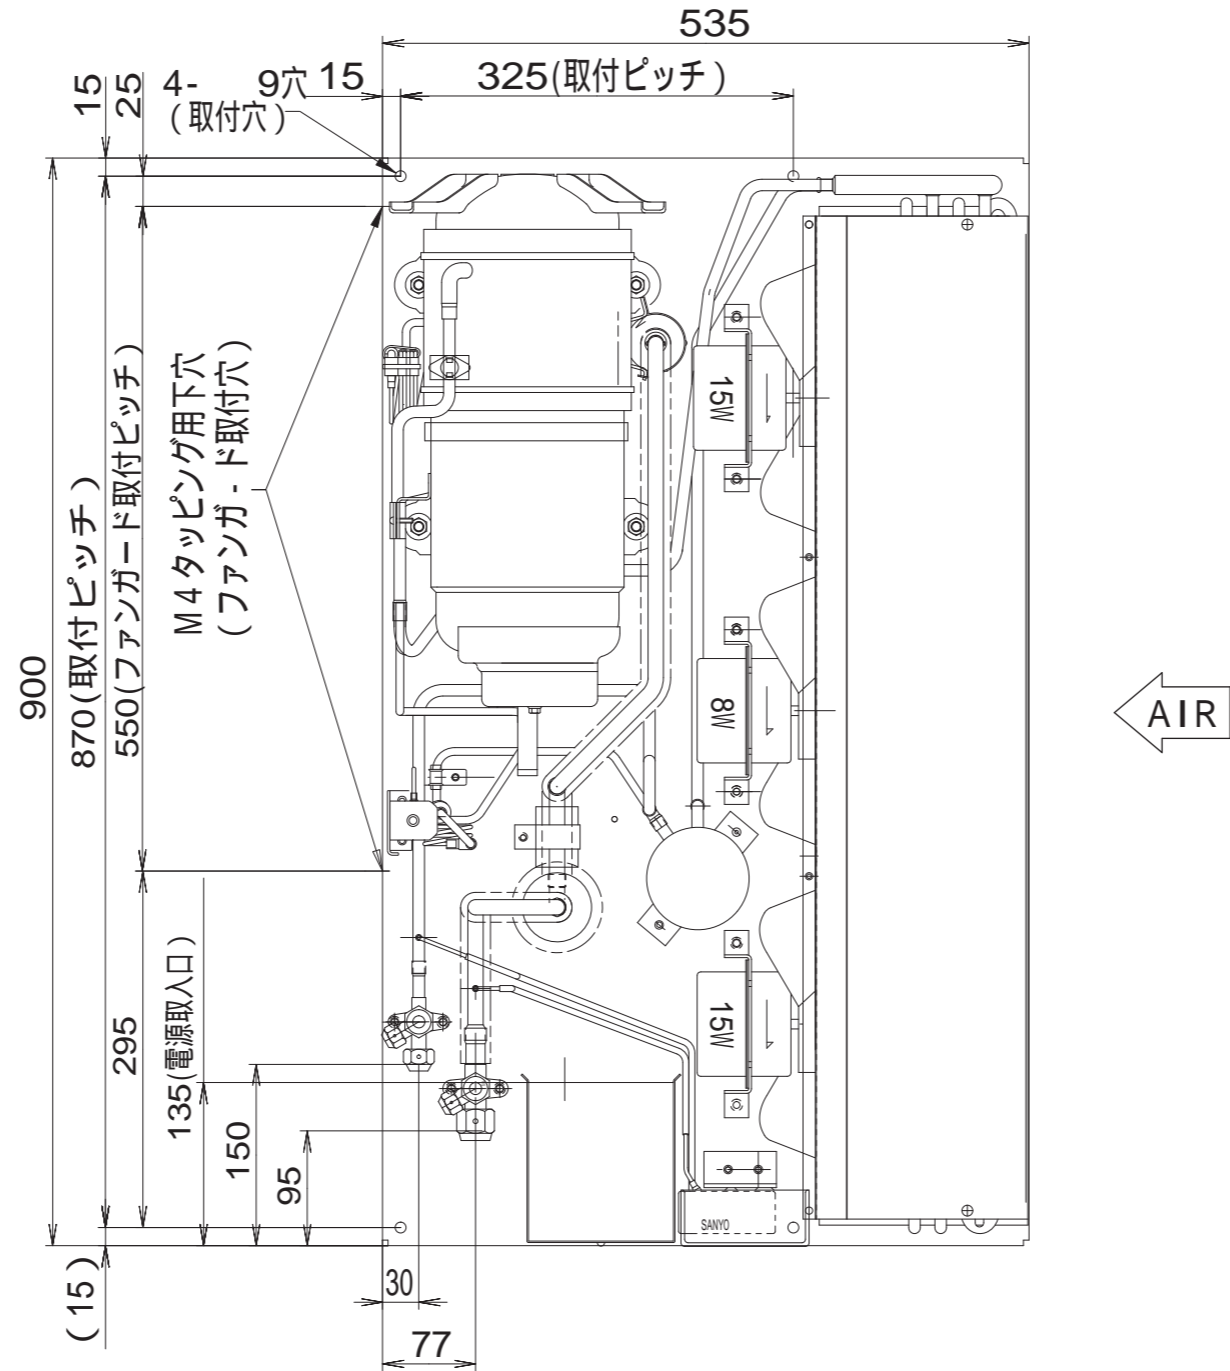 535
15
25
4-　9穴
(取付穴)
15
325(取付ピッチ)
900
870(取付ピッチ)
550(ファンガード取付ピッチ)
M4タッピング用下穴
(ファンガ-ド取付穴)
15W
8W
15W
AIR
295
135(電源取入口)
150
95
SANYO
(15)
30
77